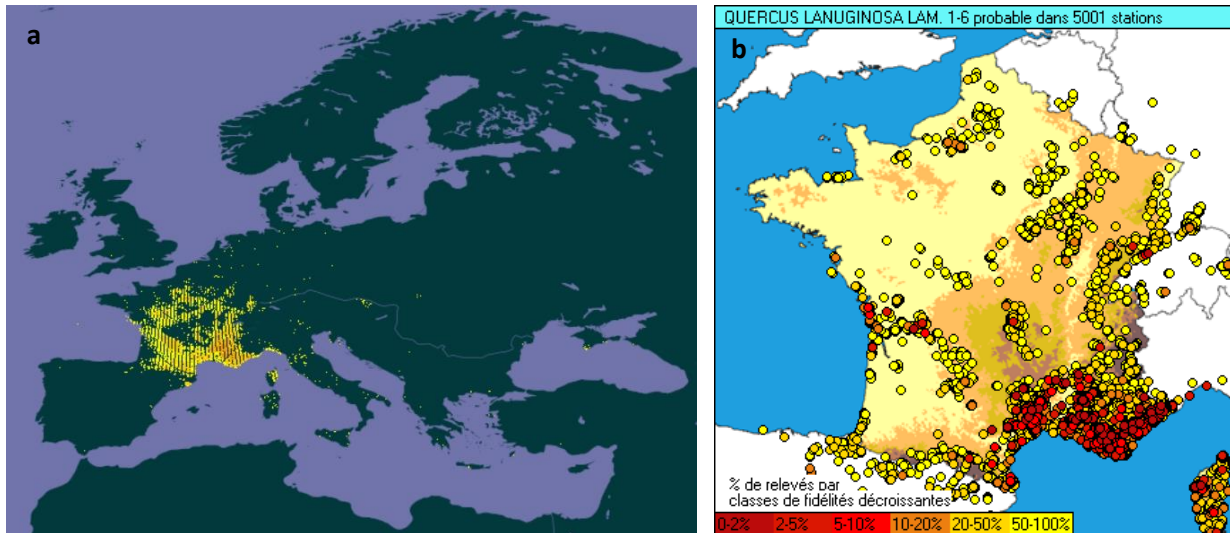 a
QUERCUS LANUGINOSA LAM. 1-6 probable dans 5001 stations
b
% de relevés par
classes de fidélités décroissantes
0-2% 2-5% 5-10% 10-20% 20-50% 50-100%